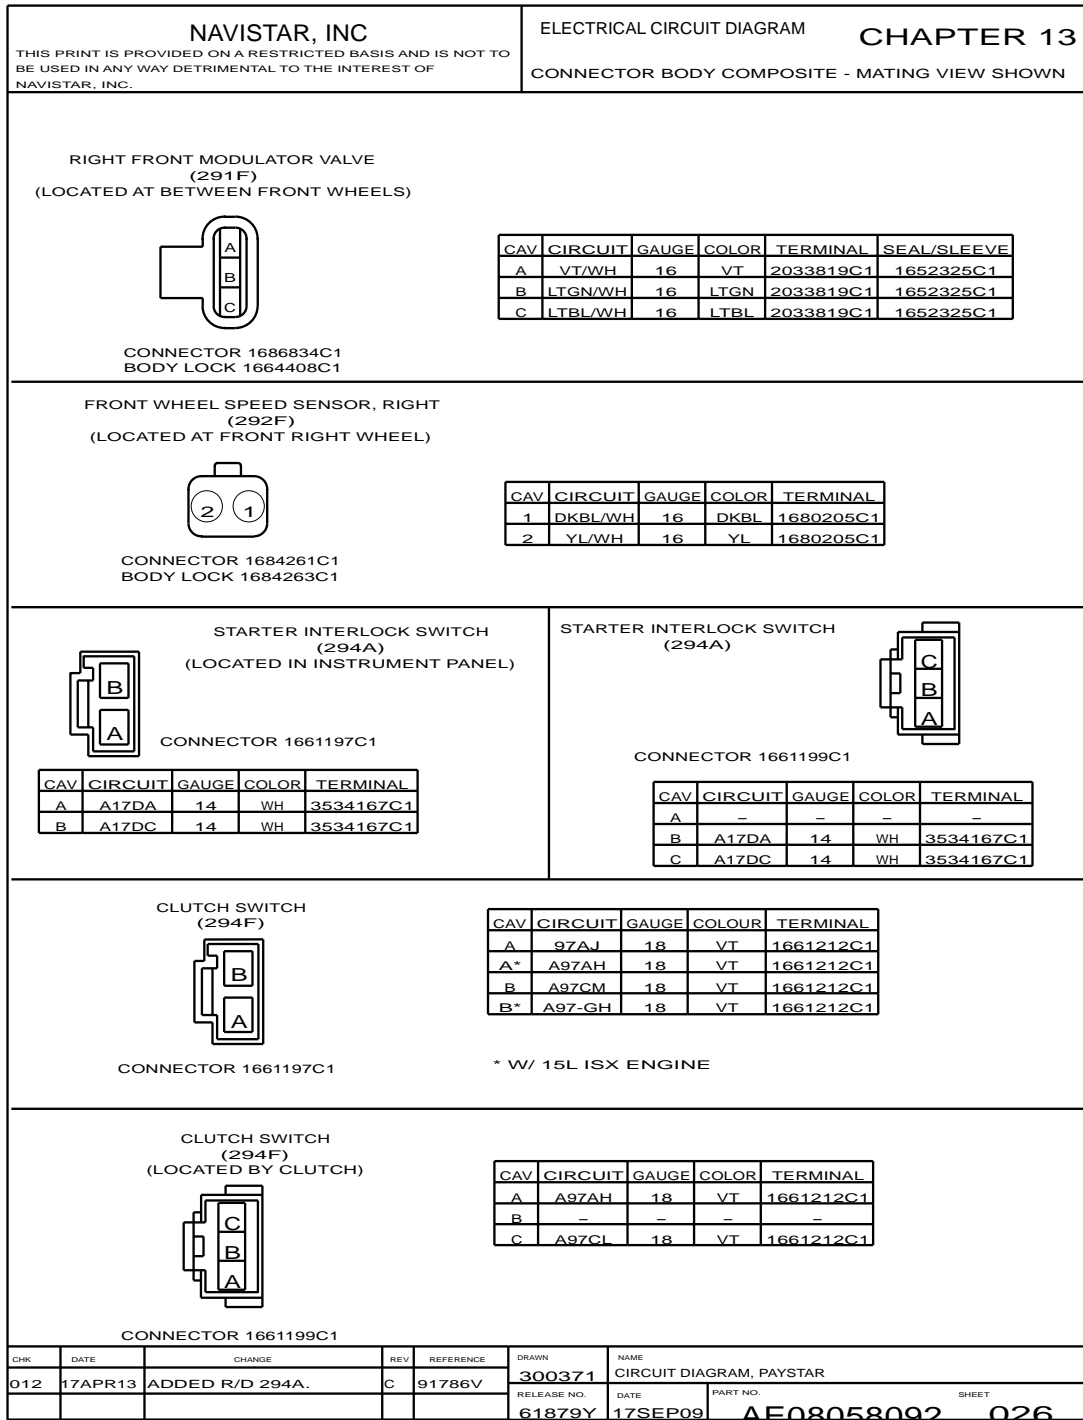 NAVISTAR, INC
THIS PRINT IS PROVIDED ON A RESTRICTED BASIS AND IS NOT TO
BE USED IN ANY WAY DETRIMENTAL TO THE INTEREST OF
NAVISTAR, INC.
ELECTRICAL CIRCUIT DIAGRAM
CHAPTER 13
CONNECTOR BODY COMPOSITE - MATING VIEW SHOWN
RIGHT FRONT MODULATOR VALVE
(291F)
(LOCATED AT BETWEEN FRONT WHEELS)
A
B
C
CONNECTOR 1686834C1
BODY LOCK 1664408C1
CAV CIRCUIT GAUGE COLOR TERMINAL SEAL/SLEEVE
A VT/WH 16 VT 2033819C1 1652325C1
B LTGN/WH 16 LTGN 2033819C1 1652325C1
C LTBL/WH 16 LTBL 2033819C1 1652325C1
FRONT WHEEL SPEED SENSOR, RIGHT
(292F)
(LOCATED AT FRONT RIGHT WHEEL)
2 1
CONNECTOR 1684261C1
BODY LOCK 1684263C1
CAV CIRCUIT GAUGE COLOR TERMINAL
1 DKBL/WH 16 DKBL 1680205C1
2 YL/WH 16 YL 1680205C1
STARTER INTERLOCK SWITCH
(294A)
(LOCATED IN INSTRUMENT PANEL)
B
A
CONNECTOR 1661197C1
CAV CIRCUIT GAUGE COLOR TERMINAL
A A17DA 14 WH 3534167C1
B A17DC 14 WH 3534167C1
STARTER INTERLOCK SWITCH
(294A)
C
B
A
CONNECTOR 1661199C1
CAV CIRCUIT GAUGE COLOR TERMINAL
A – – – –
B A17DA 14 WH 3534167C1
C A17DC 14 WH 3534167C1
CLUTCH SWITCH
(294F)
B
A
CONNECTOR 1661197C1
CAV CIRCUIT GAUGE COLOUR TERMINAL
A 97AJ 18 VT 1661212C1
A* A97AH 18 VT 1661212C1
B A97CM 18 VT 1661212C1
B* A97-GH 18 VT 1661212C1
* W/ 15L ISX ENGINE
CLUTCH SWITCH
(294F)
(LOCATED BY CLUTCH)
C
B
A
CONNECTOR 1661199C1
CAV CIRCUIT GAUGE COLOR TERMINAL
A A97AH 18 VT 1661212C1
B – – – –
C A97CL 18 VT 1661212C1
CHK DATE CHANGE REV REFERENCE
012 17APR13 ADDED R/D 294A. C 91786V
DRAWN
300371
NAME
CIRCUIT DIAGRAM, PAYSTAR
RELEASE NO.
61879Y
DATE
17SEP09
PART NO.
AE08058092
SHEET
026